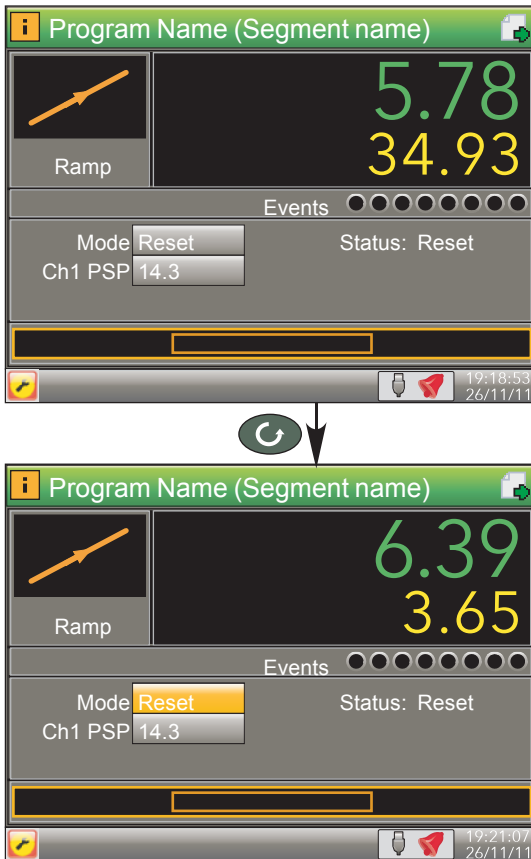 i Program Name (Segment name)
5.78
34.93
Ramp
Events
Mode Reset Status: Reset
Ch1 PSP 14.3
19:18:53
26/11/11
i Program Name (Segment name)
6.39
3.65
Ramp
Events
Mode Reset Status: Reset
Ch1 PSP 14.3
19:21:07
26/11/11